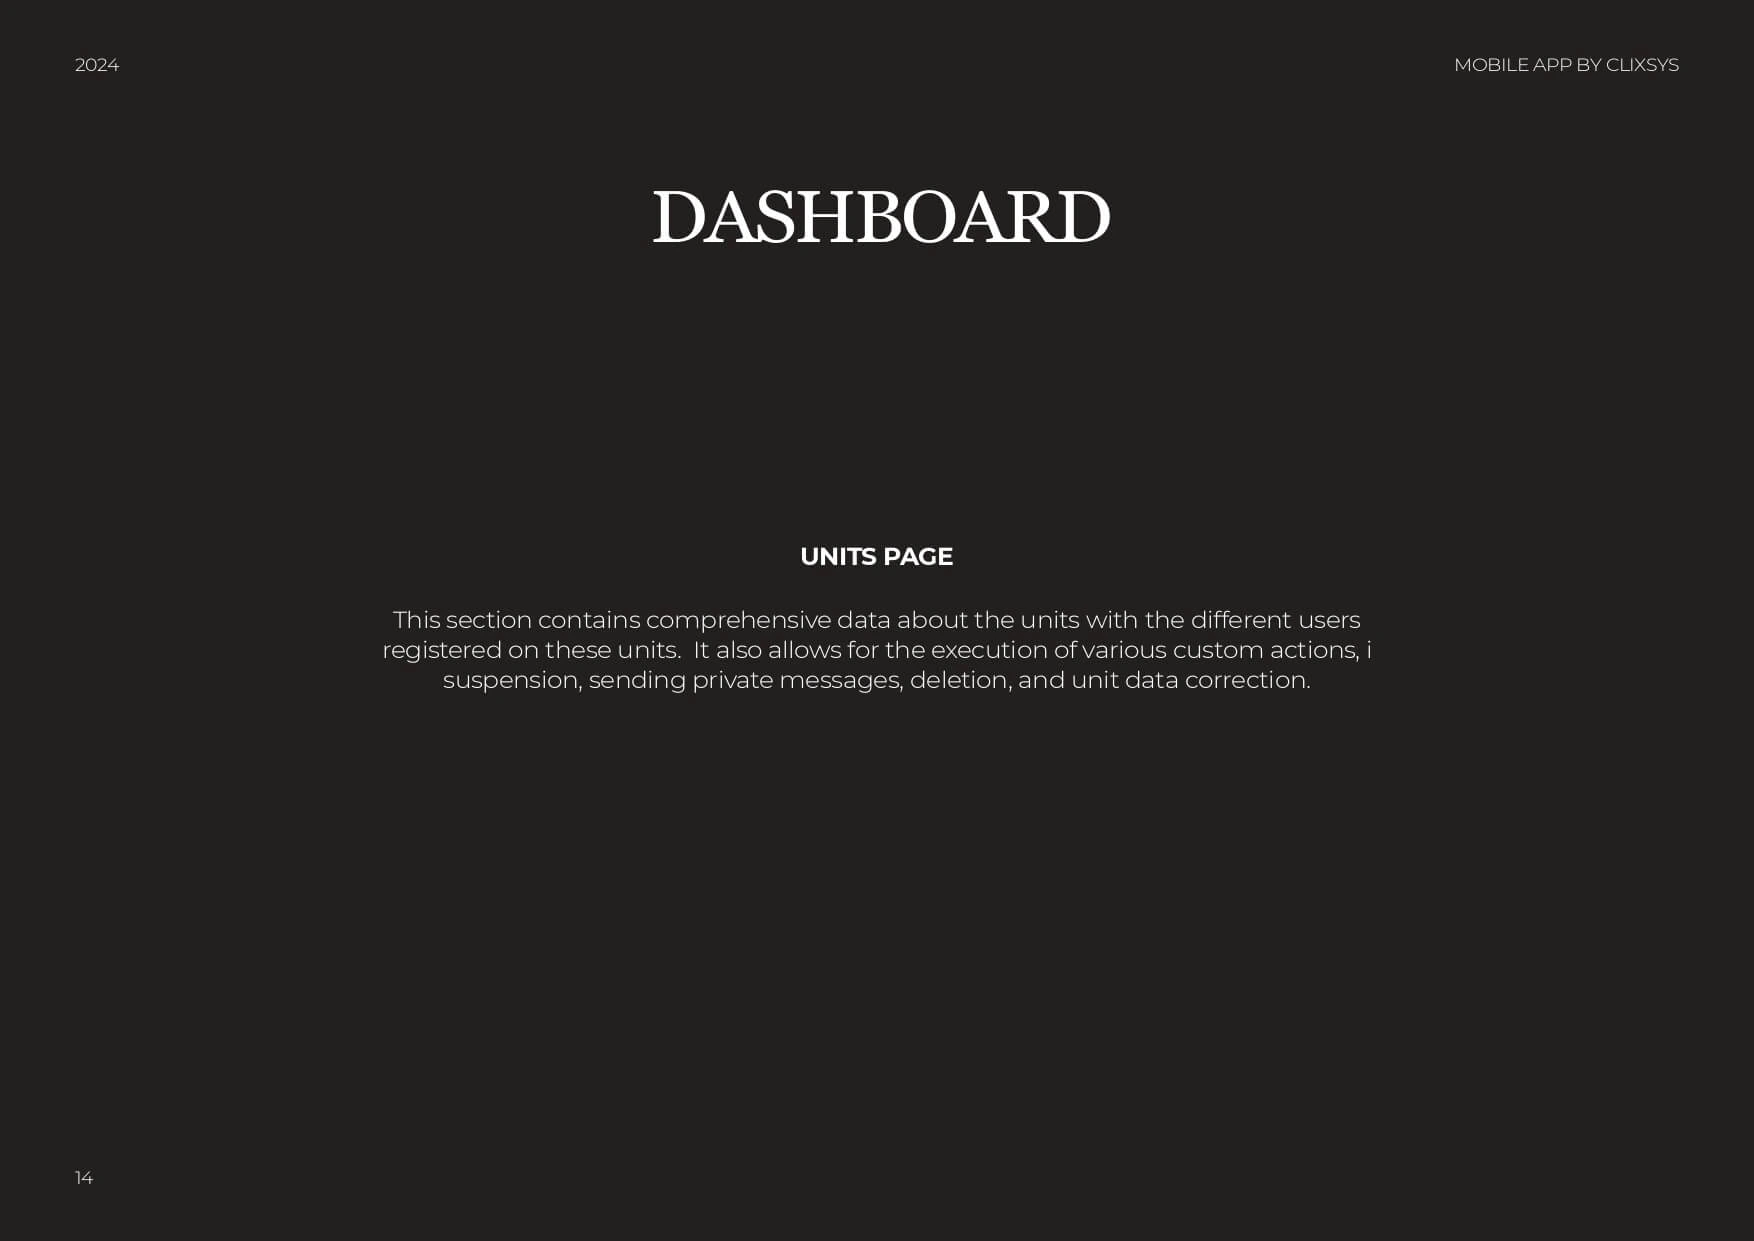 2024
MOBILE APP BY CLIXSYS
DASHBOARD
UNITS PAGE
This section contains comprehensive data about the units with the different users
registered on these units.  It also allows for the execution of various custom actions, i
suspension, sending private messages, deletion, and unit data correction.
14